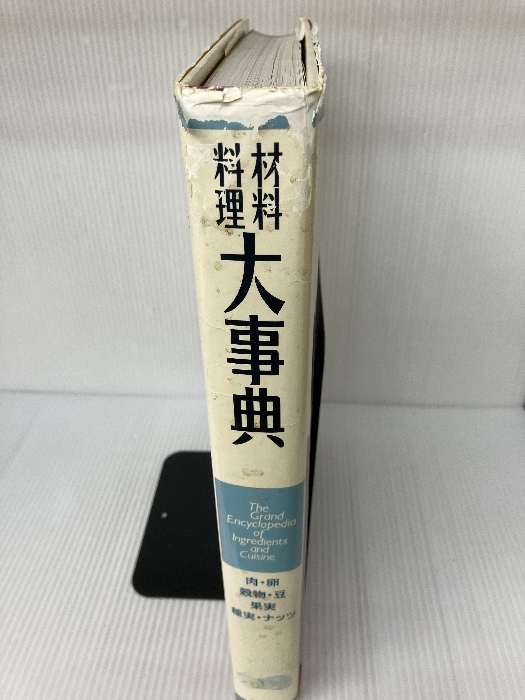 材料
料理
大事典
The
Grand
Encyclopedia
of
Ingredients
and
Cuisine
肉・卵
穀物・豆
果実
種実・ナッツ